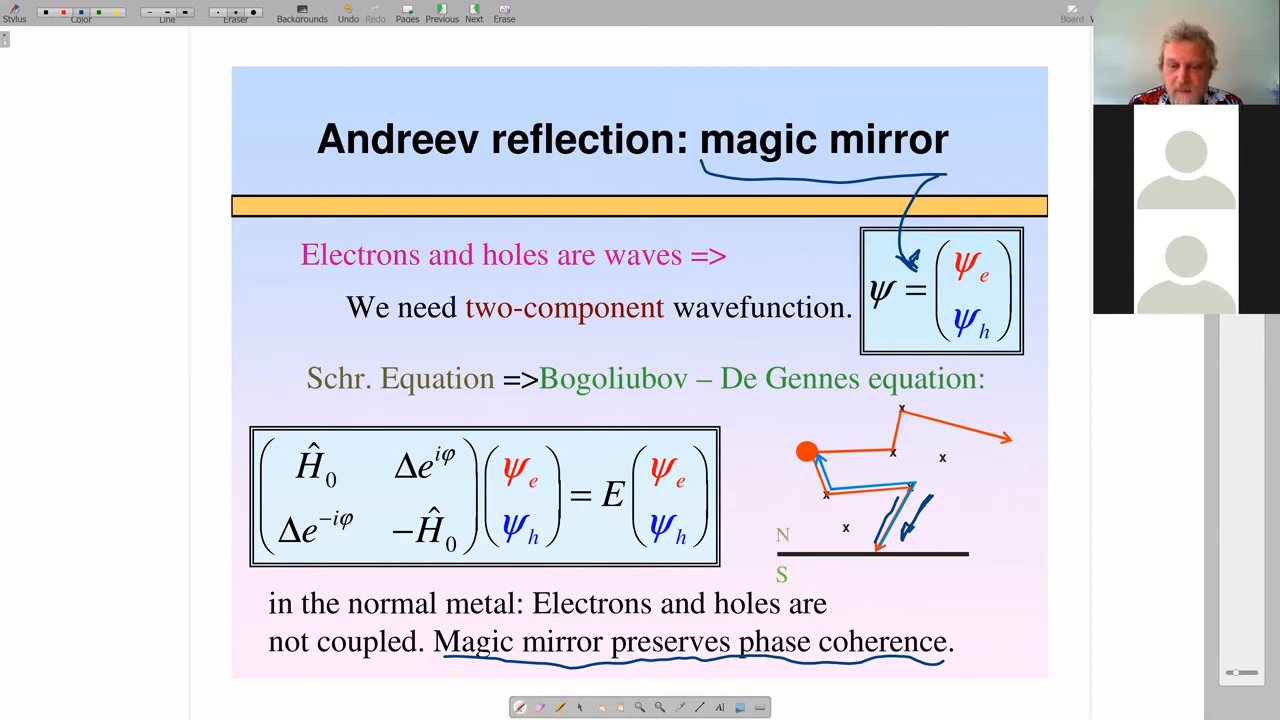 Stylus
Color
Line
Eraser
Backgrounds
Undo
Redo
Pages
Previous
Next
Erase
Board
Andreev reflection: magic mirror
Electrons and holes are waves =>
We need two-component wavefunction.
ψ = (ψe ψh)
Schr. Equation =>Bogoliubov – De Gennes equation:
(Ĥ0 Δe^iφ
Δe^-iφ -Ĥ0) (ψe ψh) = E (ψe ψh)
x
x
x
x
x
x
N
S
in the normal metal: Electrons and holes are
not coupled. Magic mirror preserves phase coherence.
AI